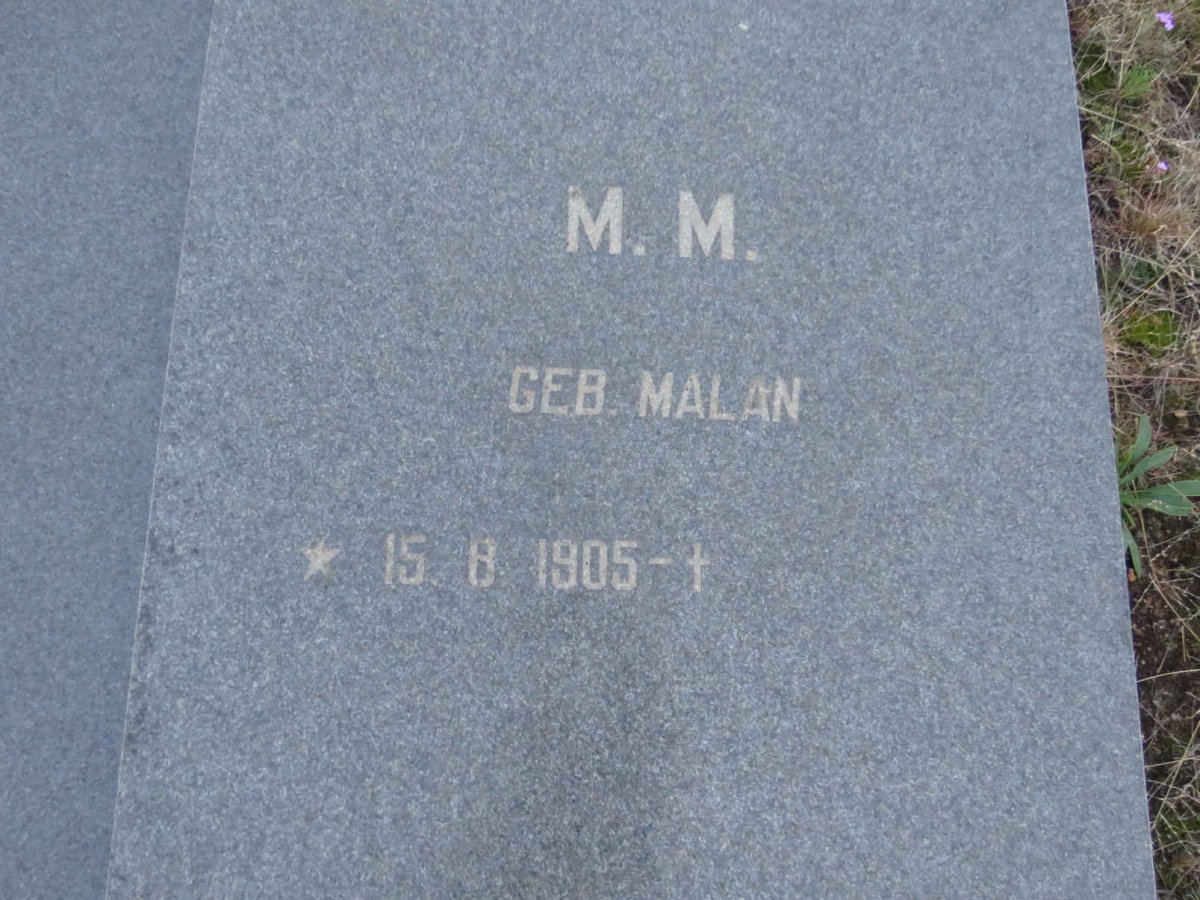 M. M.
GEB. MALAN
★ 15. 8. 1905-†